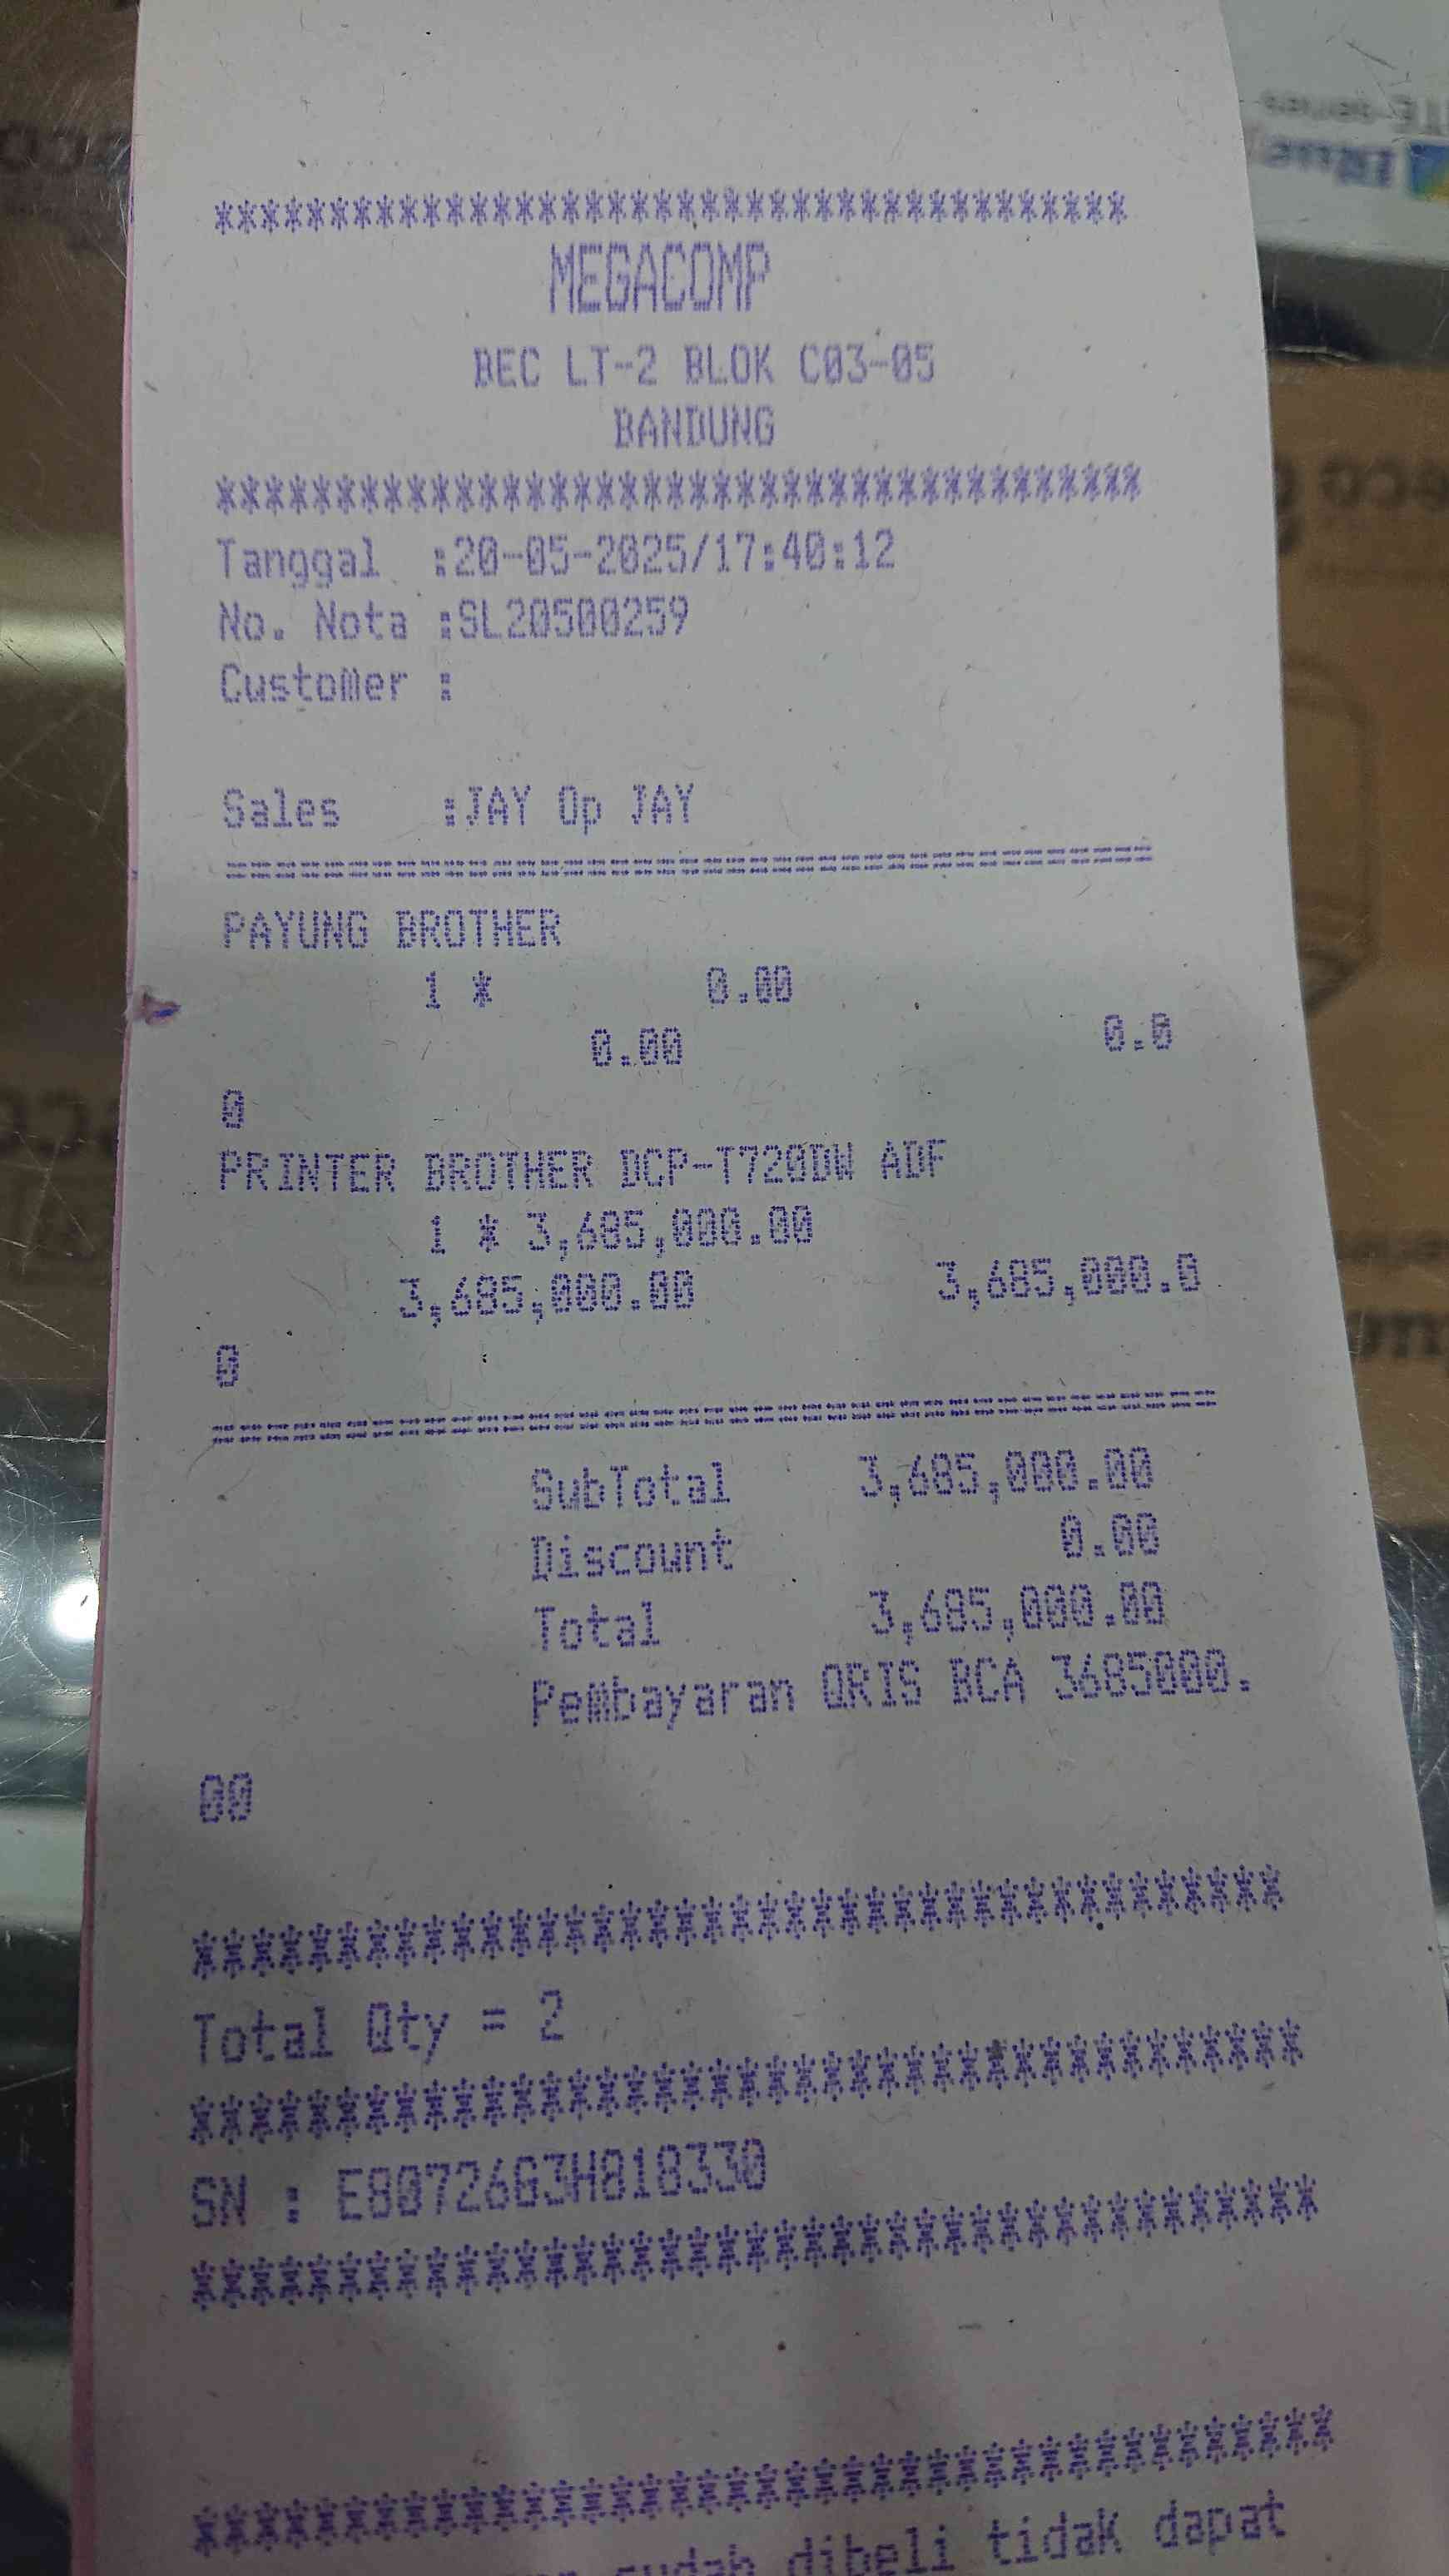 ***************************************
MEGACOMP
BEC LT-2 BLOK C03-05
BANDUNG
***************************************
Tanggal :20-05-2025/17:40:12
No. Nota :SL20500259
Customer :
Sales :JAY Op JAY
========================================
PAYUNG BROTHER
1 * 0.00
0.00 0.0
0
PRINTER BROTHER DCP-T720DW ADF
1 * 3,685,000.00
3,685,000.00 3,685,000.0
0
========================================
SubTotal 3,685,000.00
Discount 0.00
Total 3,685,000.00
Pembayaran QRIS BCA 3685000.
00
***************************************
Total Qty = 2
***************************************
SN : E80726G3H818330
***************************************
***************************************
sudah dibeli tidak dapat